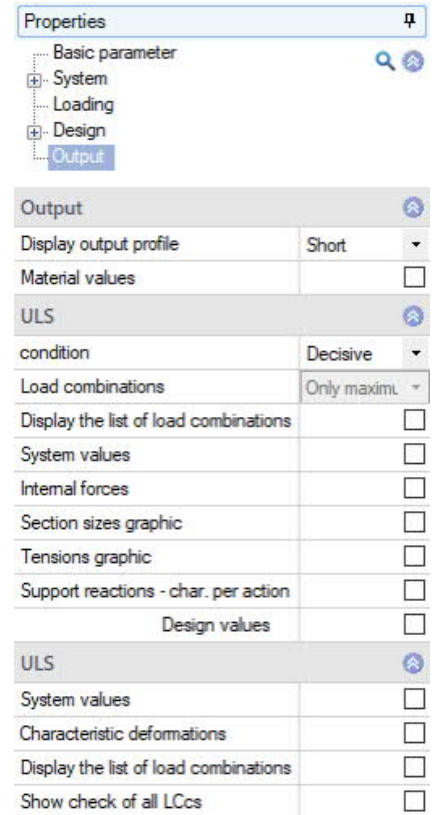 Properties
Basic parameter
System
Loading
Design
Output
Output
Display output profile Short
Material values
ULS
condition Decisive
Load combinations Only maximu
Display the list of load combinations
System values
Internal forces
Section sizes graphic
Tensions graphic
Support reactions - char. per action
Design values
ULS
System values
Characteristic deformations
Display the list of load combinations
Show check of all LCcs